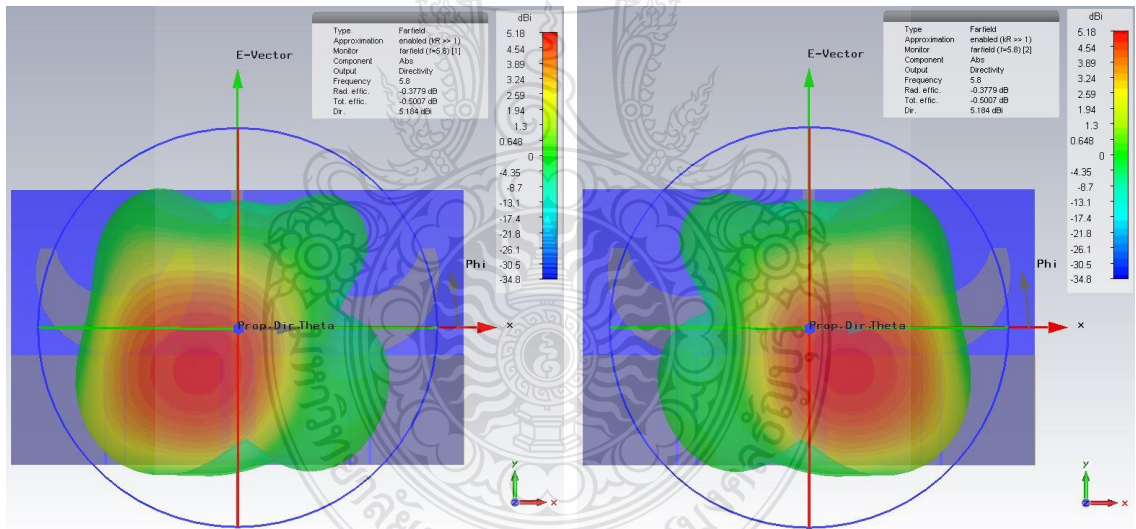 Type Farfield
Approximation enabled (kR >> 1)
Monitor farfield (f=5.8) [1]
Component Abs
Output Directivity
Frequency 5.8
Rad. effic. -0.3779 dB
Tot. effic. -0.5007 dB
Dir. 5.184 dBi
dBi
5.18
4.54
3.89
3.24
2.59
1.94
1.3
0.648
0
-4.35
-8.7
-13.1
-17.4
-21.8
-26.1
-30.5
-34.8
E-Vector
Phi
Prop.Dir.Theta
x
y
x
z
Type Farfield
Approximation enabled (kR >> 1)
Monitor farfield (f=5.8) [2]
Component Abs
Output Directivity
Frequency 5.8
Rad. effic. -0.3779 dB
Tot. effic. -0.5007 dB
Dir. 5.184 dBi
dBi
5.18
4.54
3.89
3.24
2.59
1.94
1.3
0.648
0
-4.35
-8.7
-13.1
-17.4
-21.8
-26.1
-30.5
-34.8
E-Vector
Phi
Prop.Dir.Theta
x
y
x
z